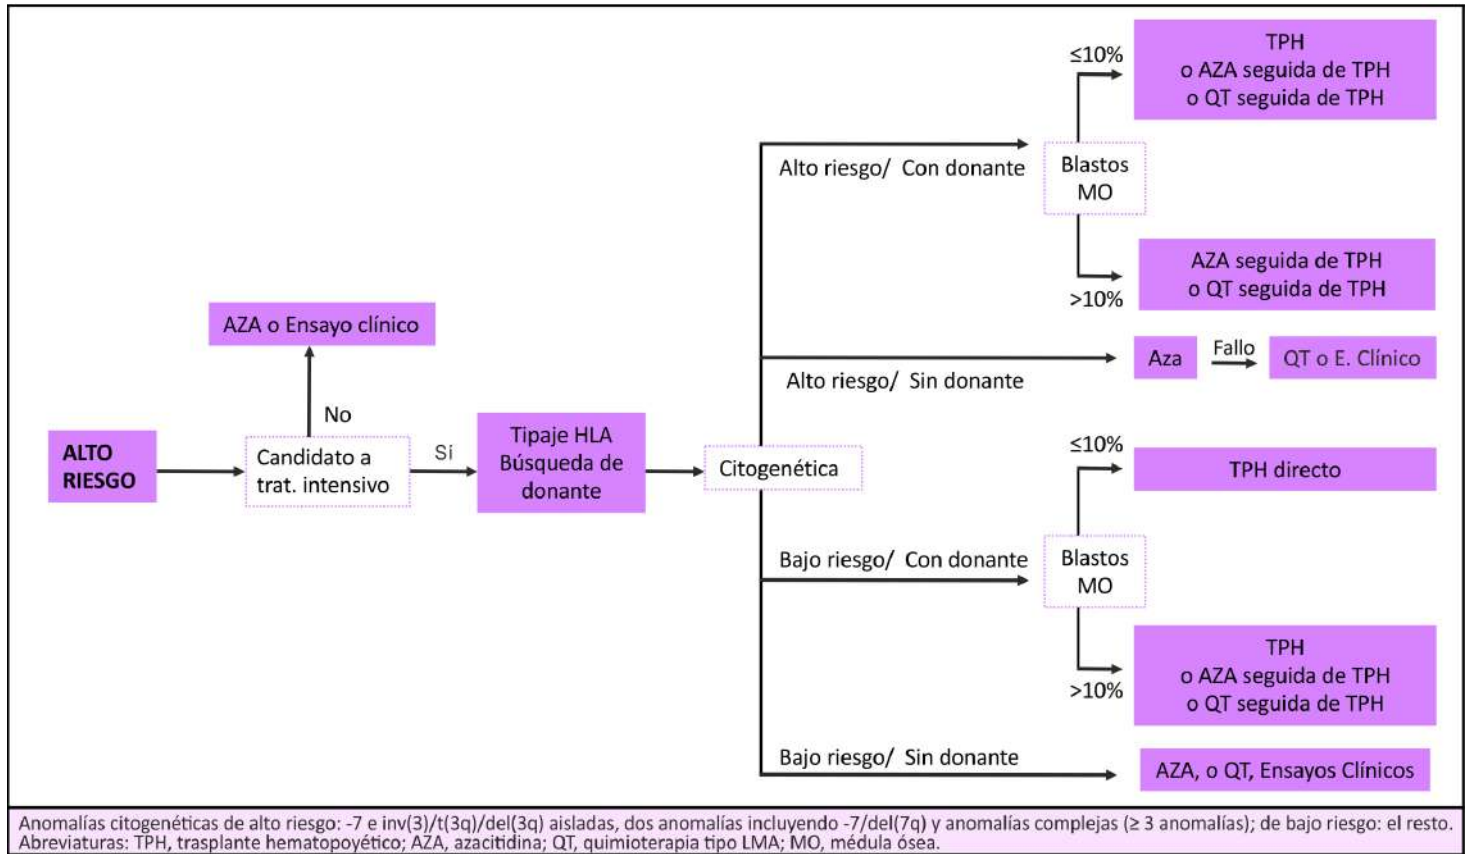 ALTO
RIESGO
Candidato a
trat. intensivo
No
AZA o Ensayo clínico
Sí
Tipaje HLA
Búsqueda de
donante
Citogenética
Alto riesgo/ Con donante
Blastos
MO
≤10%
TPH
o AZA seguida de TPH
o QT seguida de TPH
>10%
AZA seguida de TPH
o QT seguida de TPH
Alto riesgo/ Sin donante
Aza
Fallo
QT o E. Clínico
Bajo riesgo/ Con donante
Blastos
MO
≤10%
TPH directo
>10%
TPH
o AZA seguida de TPH
o QT seguida de TPH
Bajo riesgo/ Sin donante
AZA, o QT, Ensayos Clínicos
Anomalías citogenéticas de alto riesgo: -7 e inv(3)/t(3q)/del(3q) aisladas, dos anomalías incluyendo -7/del(7q) y anomalías complejas (≥ 3 anomalías); de bajo riesgo: el resto.
Abreviaturas: TPH, trasplante hematopoyético; AZA, azacitidina; QT, quimioterapia tipo LMA; MO, médula ósea.